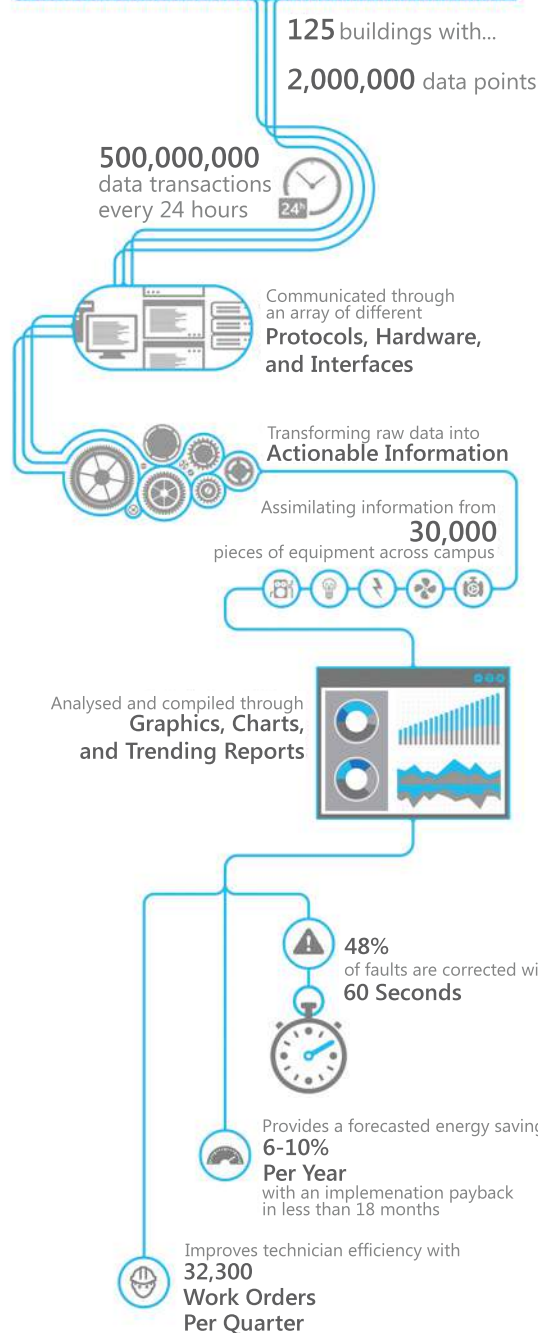 125 buildings with...
2,000,000 data points
500,000,000
data transactions
every 24 hours
24h
Communicated through
an array of different
Protocols, Hardware,
and Interfaces
Transforming raw data into
Actionable Information
Assimilating information from
30,000
pieces of equipment across campus
Analysed and compiled through
Graphics, Charts,
and Trending Reports
48%
of faults are corrected wi
60 Seconds
Provides a forecasted energy saving
6-10%
Per Year
with an implemenation payback
in less than 18 months
Improves technician efficiency with
32,300
Work Orders
Per Quarter